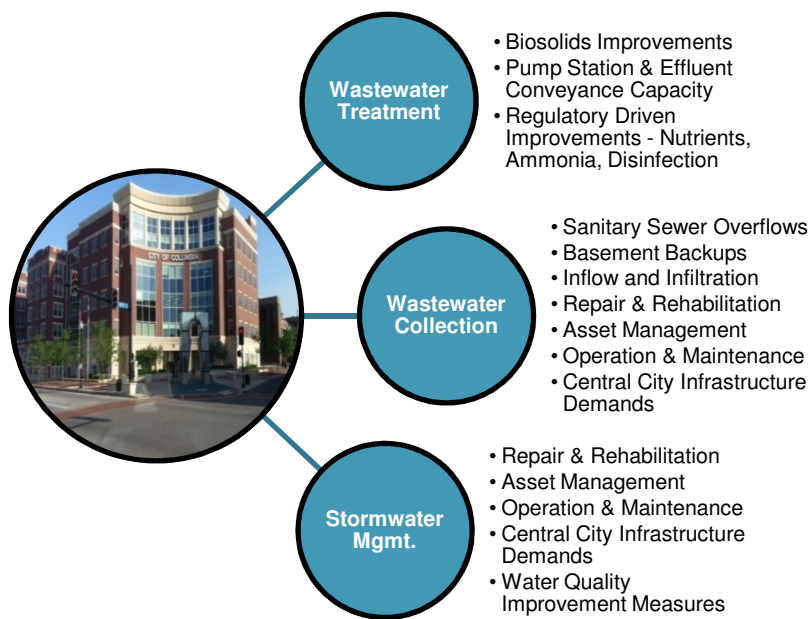 Wastewater
Treatment
• Biosolids Improvements
• Pump Station & Effluent
Conveyance Capacity
• Regulatory Driven
Improvements - Nutrients,
Ammonia, Disinfection
CITY OF COLUMBIA
Wastewater
Collection
• Sanitary Sewer Overflows
• Basement Backups
• Inflow and Infiltration
• Repair & Rehabilitation
• Asset Management
• Operation & Maintenance
• Central City Infrastructure
Demands
Stormwater
Mgmt.
• Repair & Rehabilitation
• Asset Management
• Operation & Maintenance
• Central City Infrastructure
Demands
• Water Quality
Improvement Measures